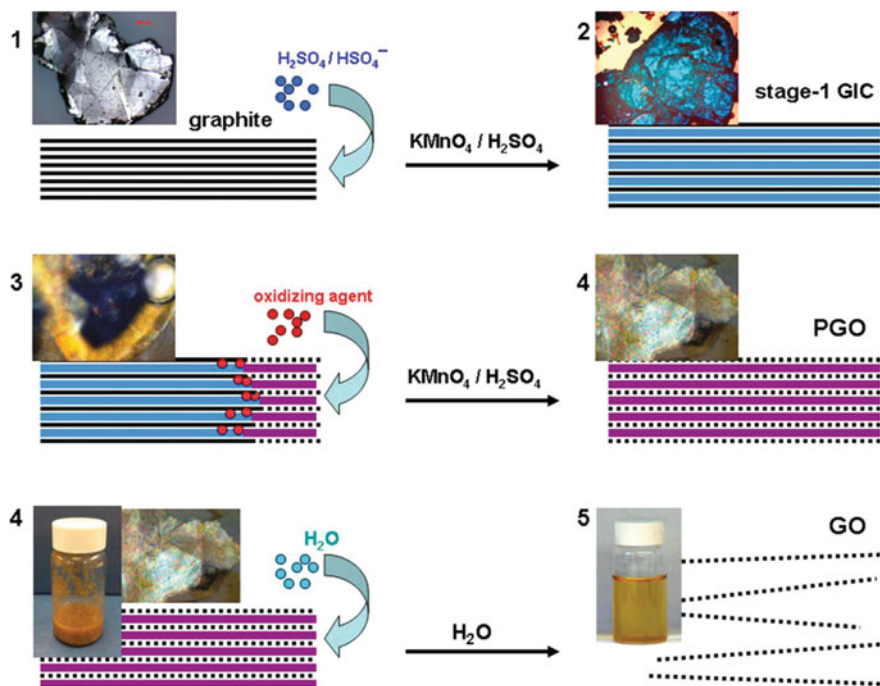 1
H₂SO₄ / HSO₄⁻
graphite
KMnO₄ / H₂SO₄
2
stage-1 GIC
3
oxidizing agent
KMnO₄ / H₂SO₄
4
PGO
4
H₂O
H₂O
5
GO